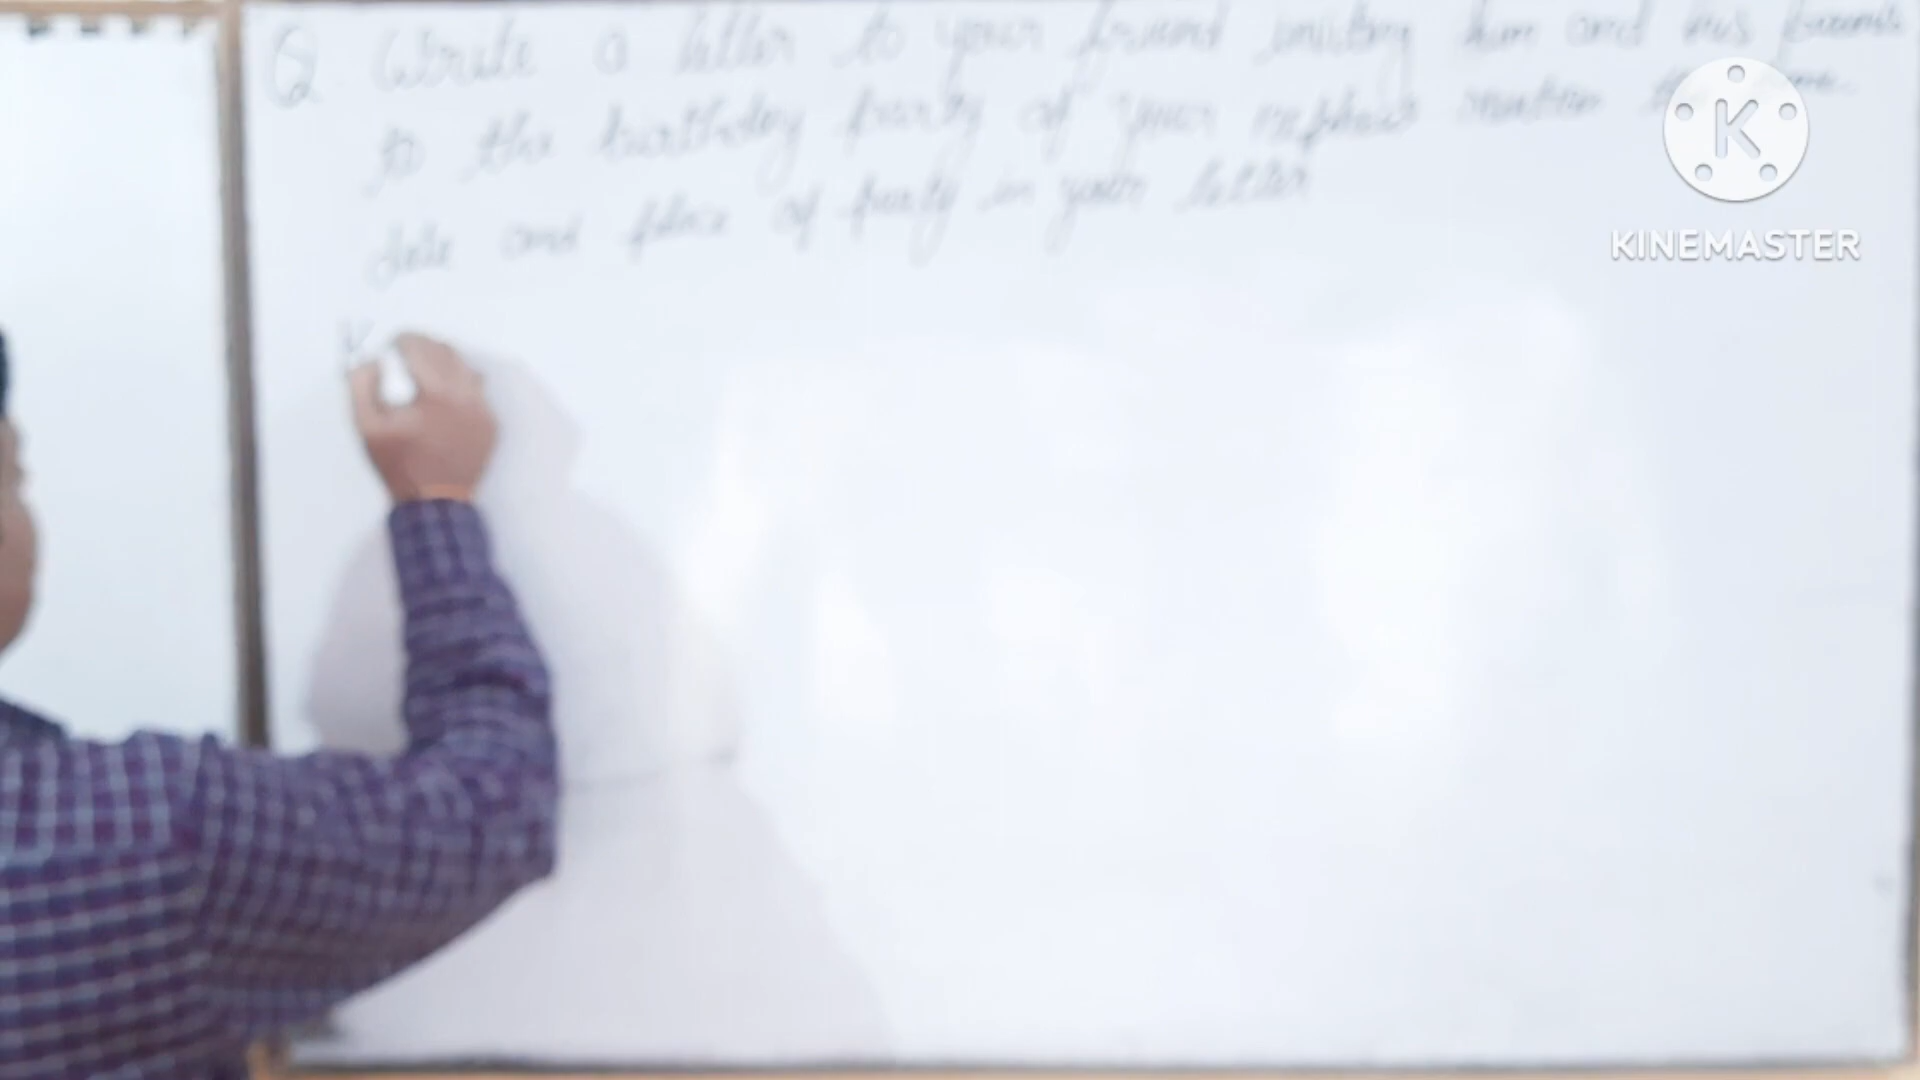 Q Write a letter to your friend inviting him and his parents
to the birthday party of your nephew mention the time
date and place of party in your letter
K
KINEMASTER